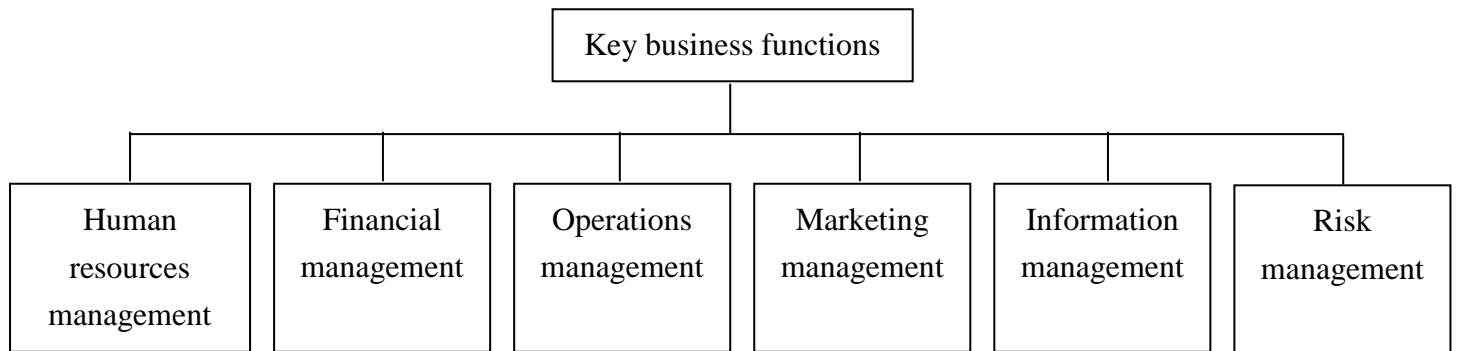 Key business functions
Human
resources
management
Financial
management
Operations
management
Marketing
management
Information
management
Risk
management